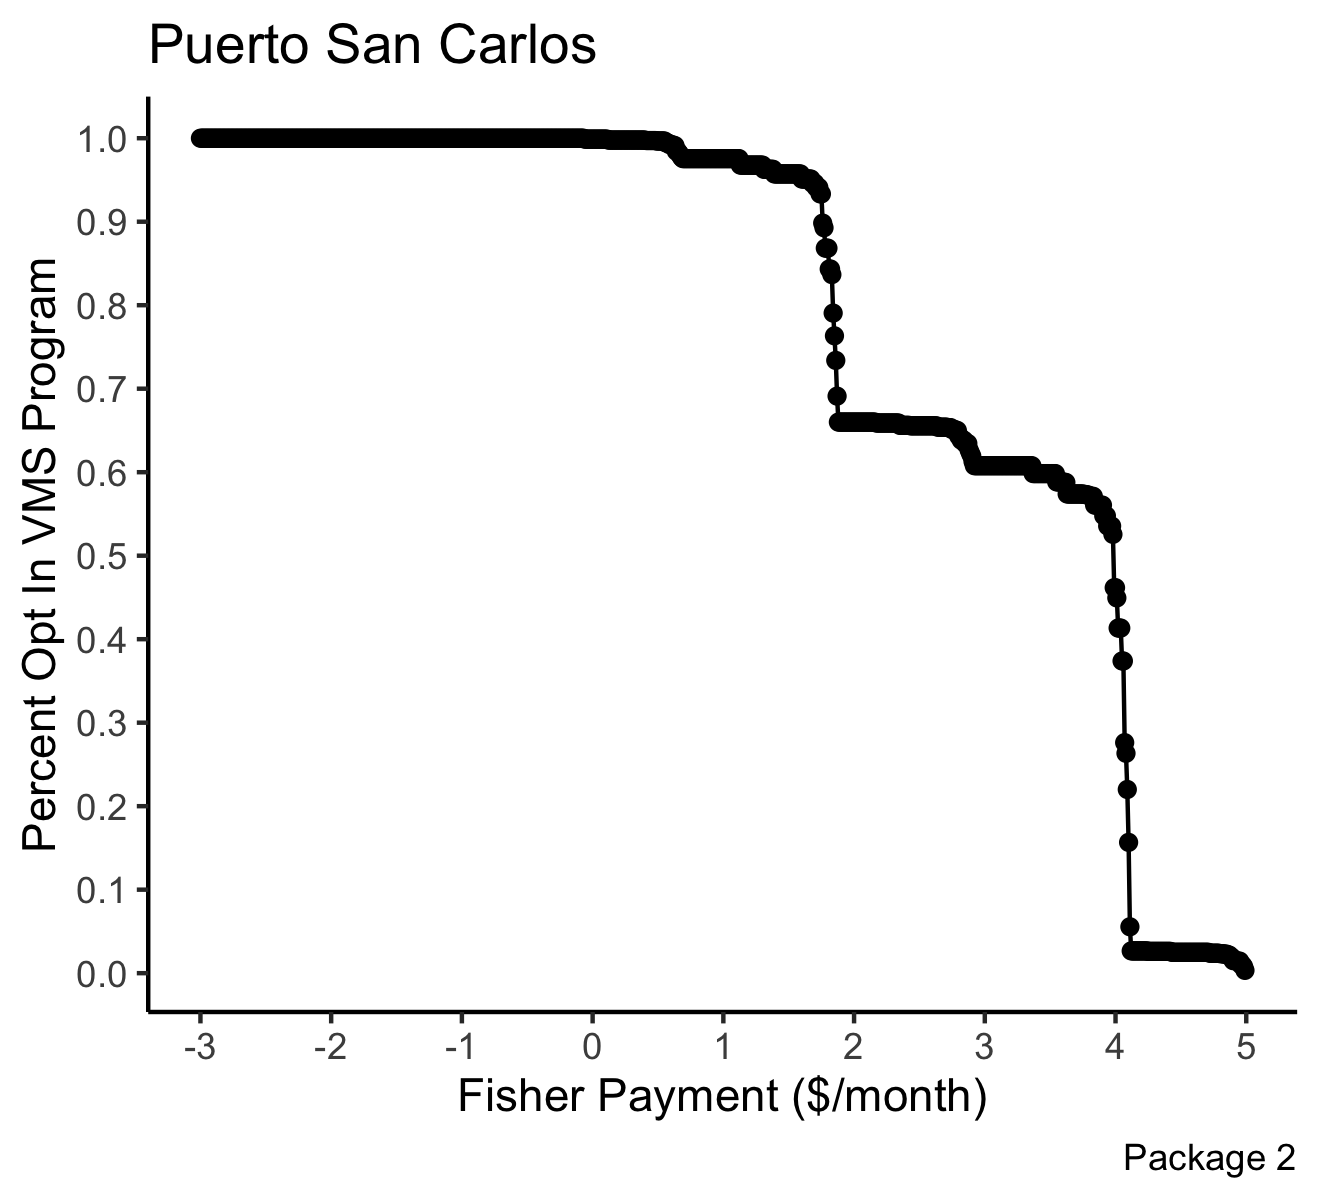 Puerto San Carlos
Percent Opt In VMS Program
1.0
0.9
0.8
0.7
0.6
0.5
0.4
0.3
0.2
0.1
0.0
-3 -2 -1 0 1 2 3 4 5
Fisher Payment ($/month)
Package 2